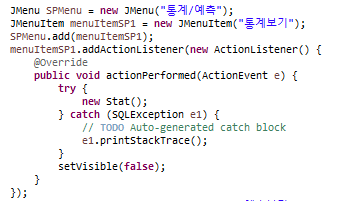 JMenu SPMenu = new JMenu("통계/예측");
JMenuItem menuItemSP1 = new JMenuItem("통계보기");
SPMenu.add(menuItemSP1);
menuItemSP1.addActionListener(new ActionListener() {
    @Override
    public void actionPerformed(ActionEvent e) {
        try {
            new Stat();
        } catch (SQLException e1) {
            // TODO Auto-generated catch block
            e1.printStackTrace();
        }
        setVisible(false);
    }
});